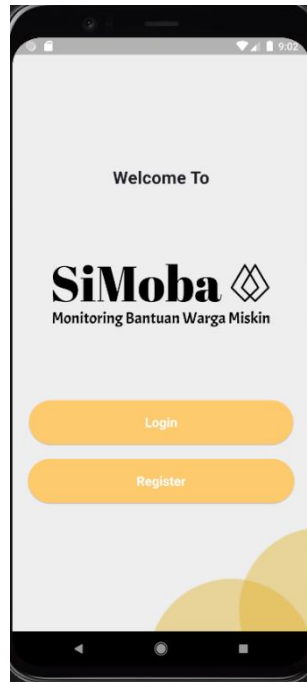 9:02
Welcome To
SiMoba
Monitoring Bantuan Warga Miskin
Login
Register